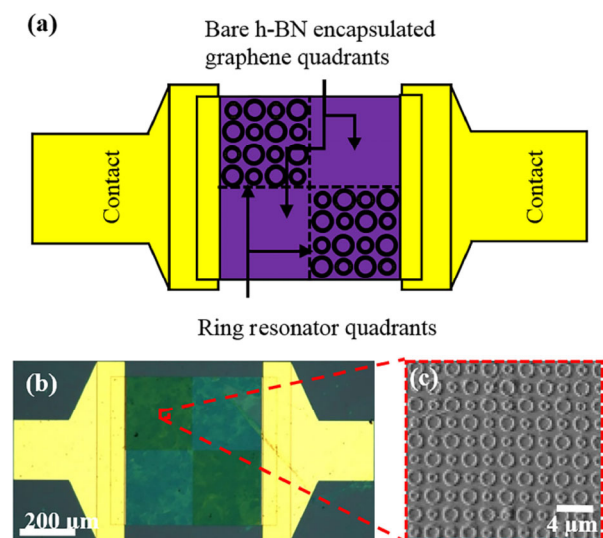 (a)
Bare h-BN encapsulated
graphene quadrants
Contact
Contact
Ring resonator quadrants
(b)
200 μm
(c)
4 μm